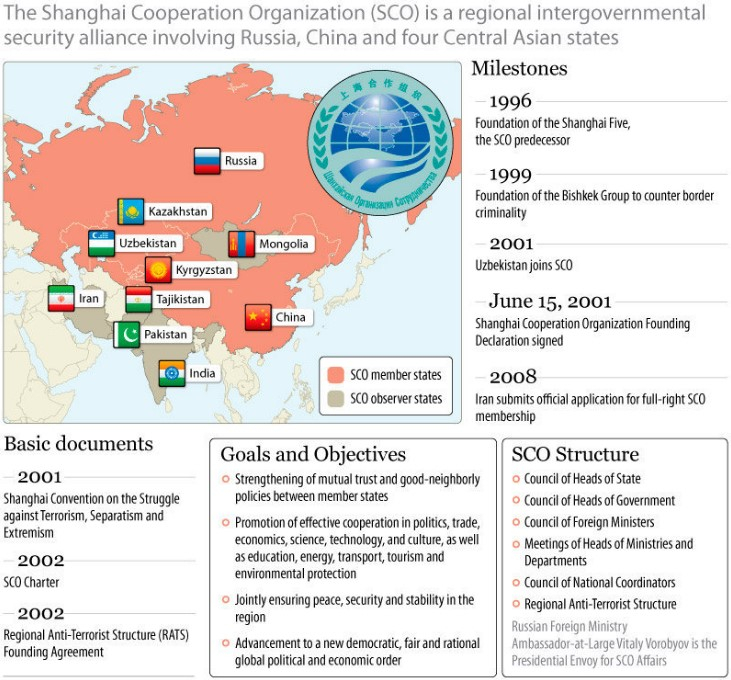 The Shanghai Cooperation Organization (SCO) is a regional intergovernmental
security alliance involving Russia, China and four Central Asian states
上海合作组织
Шанхайская Организация Сотрудничества
Russia
Kazakhstan
Uzbekistan
Mongolia
Kyrgyzstan
Iran
Tajikistan
China
Pakistan
India
SCO member states
SCO observer states
Milestones
1996
Foundation of the Shanghai Five,
the SCO predecessor
1999
Foundation of the Bishkek Group to counter border
criminality
2001
Uzbekistan joins SCO
June 15, 2001
Shanghai Cooperation Organization Founding
Declaration signed
2008
Iran submits official application for full-right SCO
membership
Basic documents
2001
Shanghai Convention on the Struggle
against Terrorism, Separatism and
Extremism
2002
SCO Charter
2002
Regional Anti-Terrorist Structure (RATS)
Founding Agreement
Goals and Objectives
Strengthening of mutual trust and good-neighborly
policies between member states
Promotion of effective cooperation in politics, trade,
economics, science, technology, and culture, as well
as education, energy, transport, tourism and
environmental protection
Jointly ensuring peace, security and stability in the
region
Advancement to a new democratic, fair and rational
global political and economic order
SCO Structure
Council of Heads of State
Council of Heads of Government
Council of Foreign Ministers
Meetings of Heads of Ministries and
Departments
Council of National Coordinators
Regional Anti-Terrorist Structure
Russian Foreign Ministry
Ambassador-at-Large Vitaly Vorobyov is the
Presidential Envoy for SCO Affairs